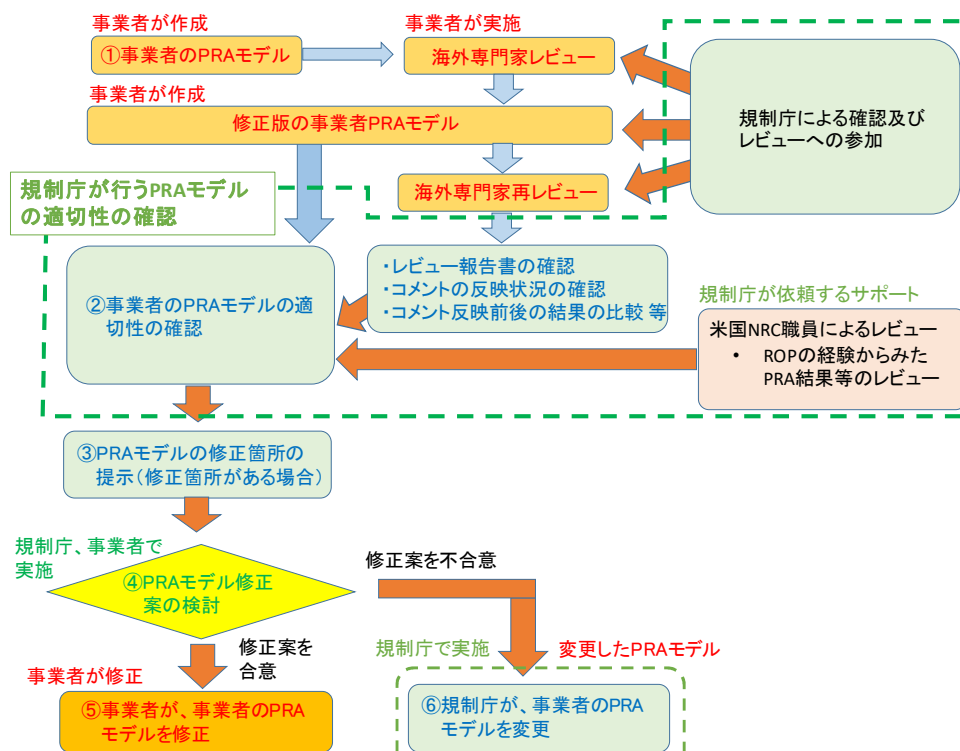 事業者が作成
①事業者のPRAモデル
事業者が実施
海外専門家レビュー
事業者が作成
修正版の事業者PRAモデル
規制庁による確認及び
レビューへの参加
海外専門家再レビュー
規制庁が行うPRAモデル
の適切性の確認
②事業者のPRAモデルの適
切性の確認
・レビュー報告書の確認
・コメントの反映状況の確認
・コメント反映前後の結果の比較 等
規制庁が依頼するサポート
米国NRC職員によるレビュー
• ROPの経験からみた
PRA結果等のレビュー
③PRAモデルの修正箇所の
提示(修正箇所がある場合)
規制庁、事業者で
実施
④PRAモデル修正
案の検討
修正案を不合意
修正案を
合意
規制庁で実施
変更したPRAモデル
事業者が修正
⑤事業者が、事業者のPRA
モデルを修正
⑥規制庁が、事業者のPRA
モデルを変更